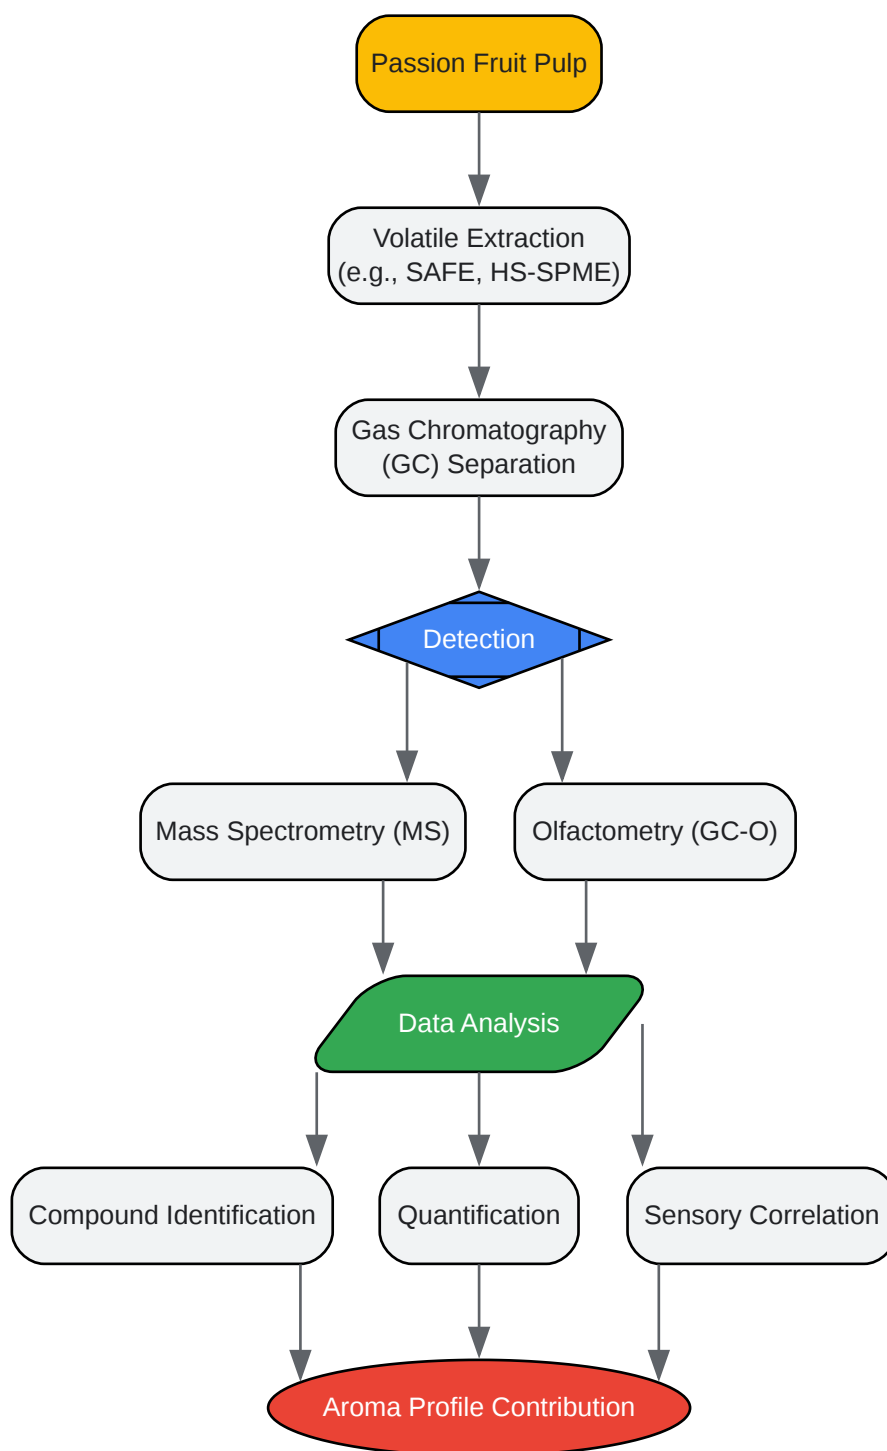 Passion Fruit Pulp
Volatile Extraction
(e.g., SAFE, HS-SPME)
Gas Chromatography
(GC) Separation
Detection
Mass Spectrometry (MS)
Olfactometry (GC-O)
Data Analysis
Compound Identification
Quantification
Sensory Correlation
Aroma Profile Contribution